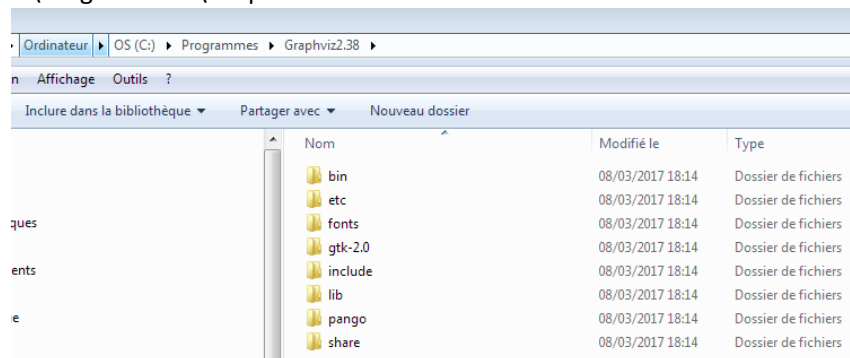 Ordinateur OS (C:) Programmes Graphviz2.38
n Affichage Outils ?
Inclure dans la bibliothèque Partager avec Nouveau dossier
Nom Modifié le Type
bin 08/03/2017 18:14 Dossier de fichiers
etc 08/03/2017 18:14 Dossier de fichiers
ques fonts 08/03/2017 18:14 Dossier de fichiers
gtk-2.0 08/03/2017 18:14 Dossier de fichiers
ents include 08/03/2017 18:14 Dossier de fichiers
lib 08/03/2017 18:14 Dossier de fichiers
e pango 08/03/2017 18:14 Dossier de fichiers
share 08/03/2017 18:14 Dossier de fichiers